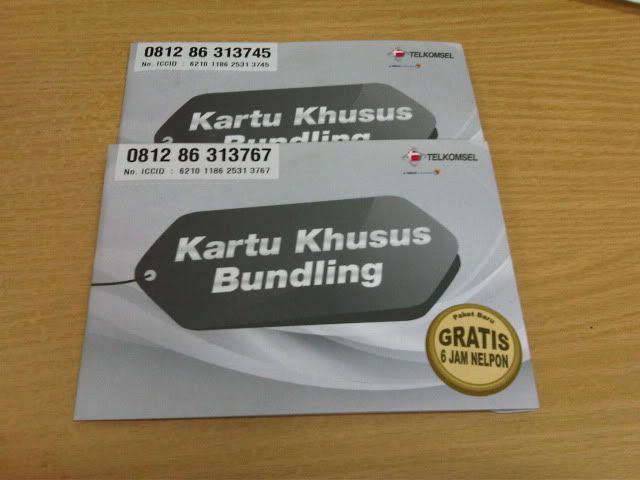 0812 86 313745
No. ICCID : 6210 1186 2531 3745
TELKOMSEL
Kartu Khusus
Bundling
0812 86 313767
No. ICCID : 6210 1186 2531 3767
TELKOMSEL
Kartu Khusus
Bundling
Paket Baru
GRATIS
6 JAM NELPON